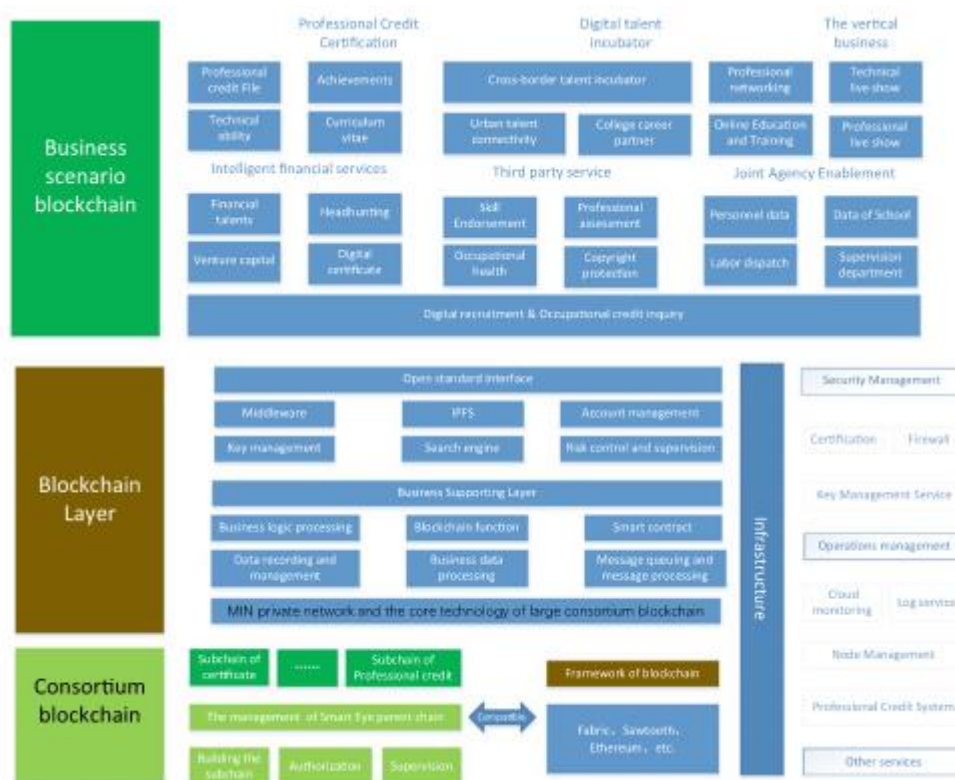 Professional Credit
Certification
Digital talent
incubator
The vertical
business
Professional
credit File
Achievements
Cross-border talent incubator
Professional
networking
Technical
live show
Technical
ability
Curriculum
vitae
Urban talent
connectivity
College career
partner
Online Education
and Training
Professional
live show
Business
scenario
blockchain
Intelligent financial services
Third party service
Joint Agency Enablement
Financial
talents
Headhunting
Skill
Endorsement
Professional
assessment
Personnel data
Data of School
Venture capital
Digital
certificate
Occupational
Health
Copyright
protection
Labor dispatch
Supervision
department
Digital recruitment & Occupational credit inquiry
Blockchain
Layer
Open standard interface
Middleware
IPFS
Account management
Key management
Search engine
Risk control and supervision
Business Supporting Layer
Business logic processing
Blockchain function
Smart contract
Data recording and
management
Business data
processing
Message queuing and
message processing
MIN private network and the core technology of large consortium blockchain
Infrastructure
Security Management
Certification
Firewall
Key Management Service
Operations management
Cloud
monitoring
Log service
Node Management
Professional Credit System
Other services
Consortium
blockchain
Subchain of
certificate
......
Subchain of
Professional credit
The management of Smart Eye parent chain
Building the
subchain
Authorization
Supervision
Compatible
Framework of blockchain
Fabric、Sawtooth、
Ethereum、etc.